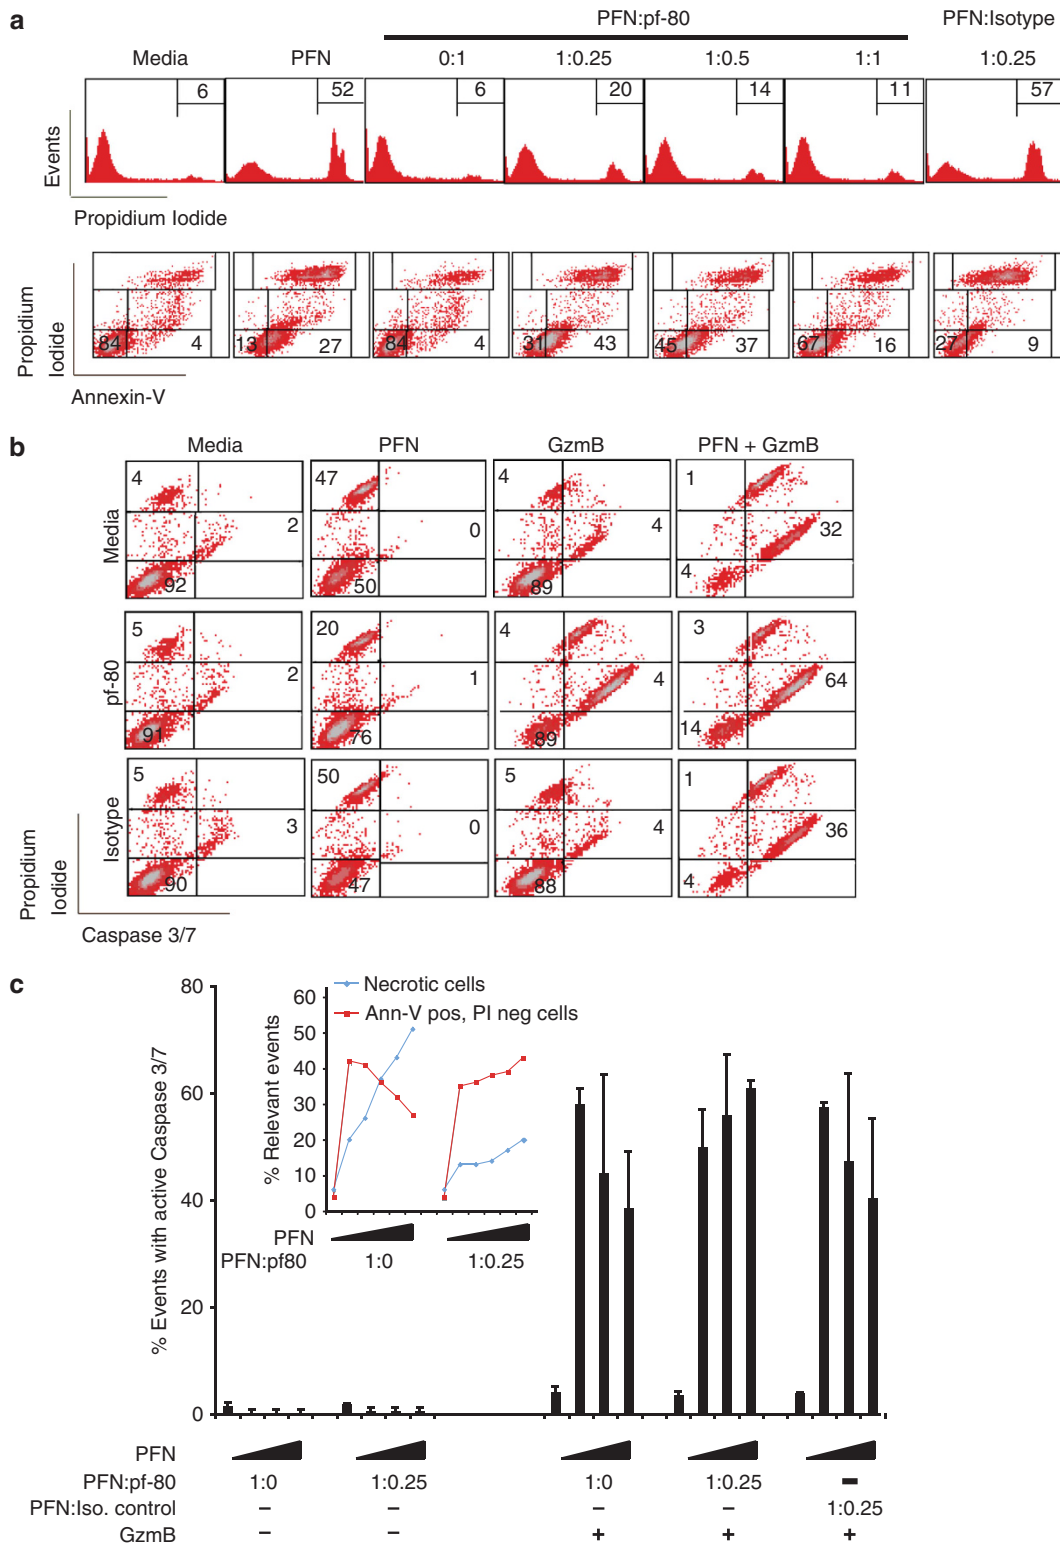 a
PFN:pf-80 PFN:Isotype
Media PFN 0:1 1:0.25 1:0.5 1:1 1:0.25
6 52 6 20 14 11 57
Events
Propidium Iodide
Propidium
Iodide
84 4 13 27 84 4 31 43 45 37 67 16 27 9
Annexin-V
b
Media PFN GzmB PFN + GzmB
Media
4 2 92 47 0 50 4 4 89 1 32 4
pf-80
5 2 91 20 1 76 4 4 89 3 64 14
Isotype
5 3 90 50 0 47 5 4 88 1 36 4
Propidium
Iodide
Caspase 3/7
c
% Events with active Caspase 3/7
80
60
40
20
0
Necrotic cells
Ann-V pos, PI neg cells
% Relevant events
60
50
40
30
20
10
0
PFN
PFN:pf80 1:0 1:0.25
PFN
PFN:pf-80 1:0 1:0.25 1:0 1:0.25 –
PFN:Iso. control – – – – 1:0.25
GzmB – – + + +